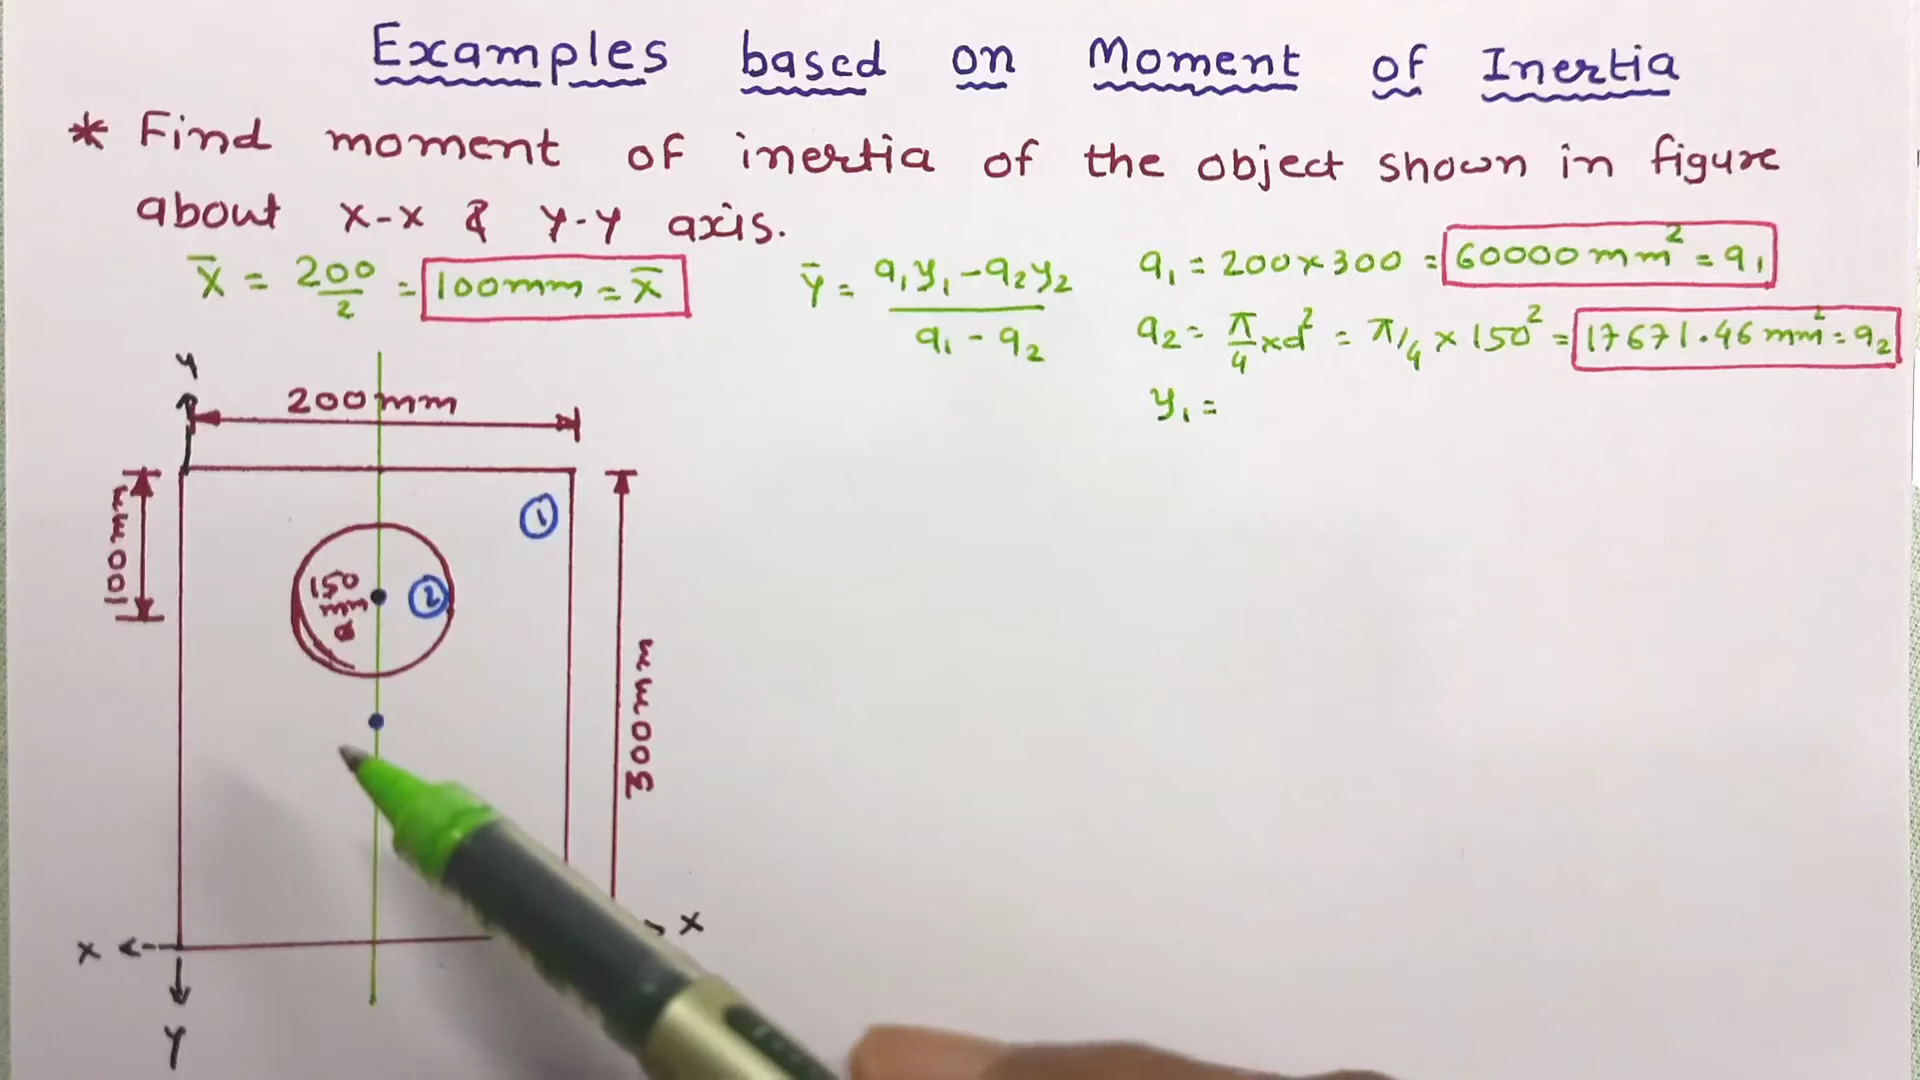 Examples based on Moment of Inertia
* Find moment of inertia of the object shown in figure
about x-x & y-y axis.
X̄ = 200/2 = 100mm = x̄
ȳ = a₁y₁ - a₂y₂ / a₁ - a₂
a₁ = 200 x 300 = 60000 mm² = a₁
a₂ = π/4 x d² = π/4 x 150² = 17671.46 mm² = a₂
y₁ =
y
200mm
100mm
1
150
mm
ø
2
300mm
x
x
y